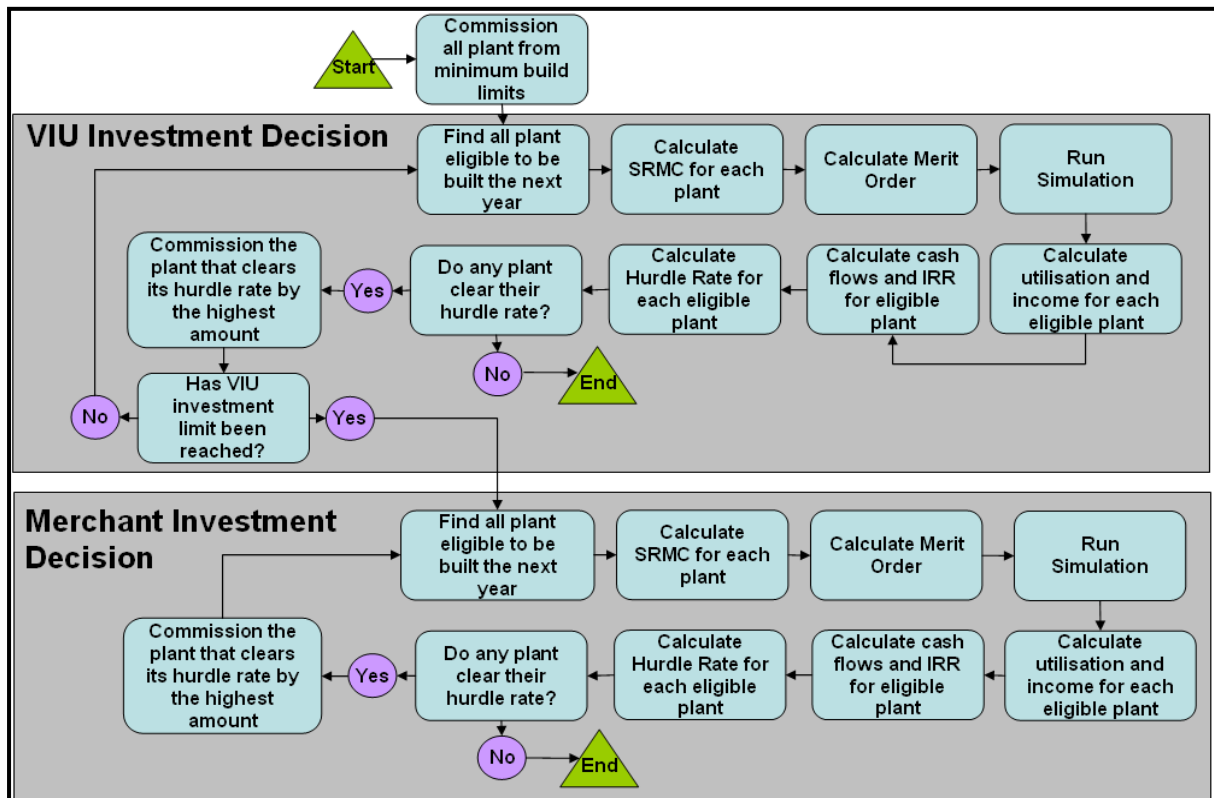 Start
Commission
all plant from
minimum build
limits
VIU Investment Decision
Find all plant
eligible to be
built the next
year
Calculate
SRMC for each
plant
Calculate Merit
Order
Run
Simulation
Calculate
utilisation and
income for each
eligible plant
Calculate cash
flows and IRR
for eligible
plant
Calculate
Hurdle Rate for
each eligible
plant
Do any plant
clear their
hurdle rate?
Yes
No
End
Commission the
plant that clears
its hurdle rate by
the highest
amount
Has VIU
investment
limit been
reached?
No
Yes
Merchant Investment
Decision
Find all plant
eligible to be
built the next
year
Calculate
SRMC for each
plant
Calculate Merit
Order
Run
Simulation
Calculate
utilisation and
income for each
eligible plant
Calculate cash
flows and IRR
for eligible
plant
Calculate
Hurdle Rate for
each eligible
plant
Do any plant
clear their
hurdle rate?
Yes
No
End
Commission the
plant that clears
its hurdle rate by
the highest
amount